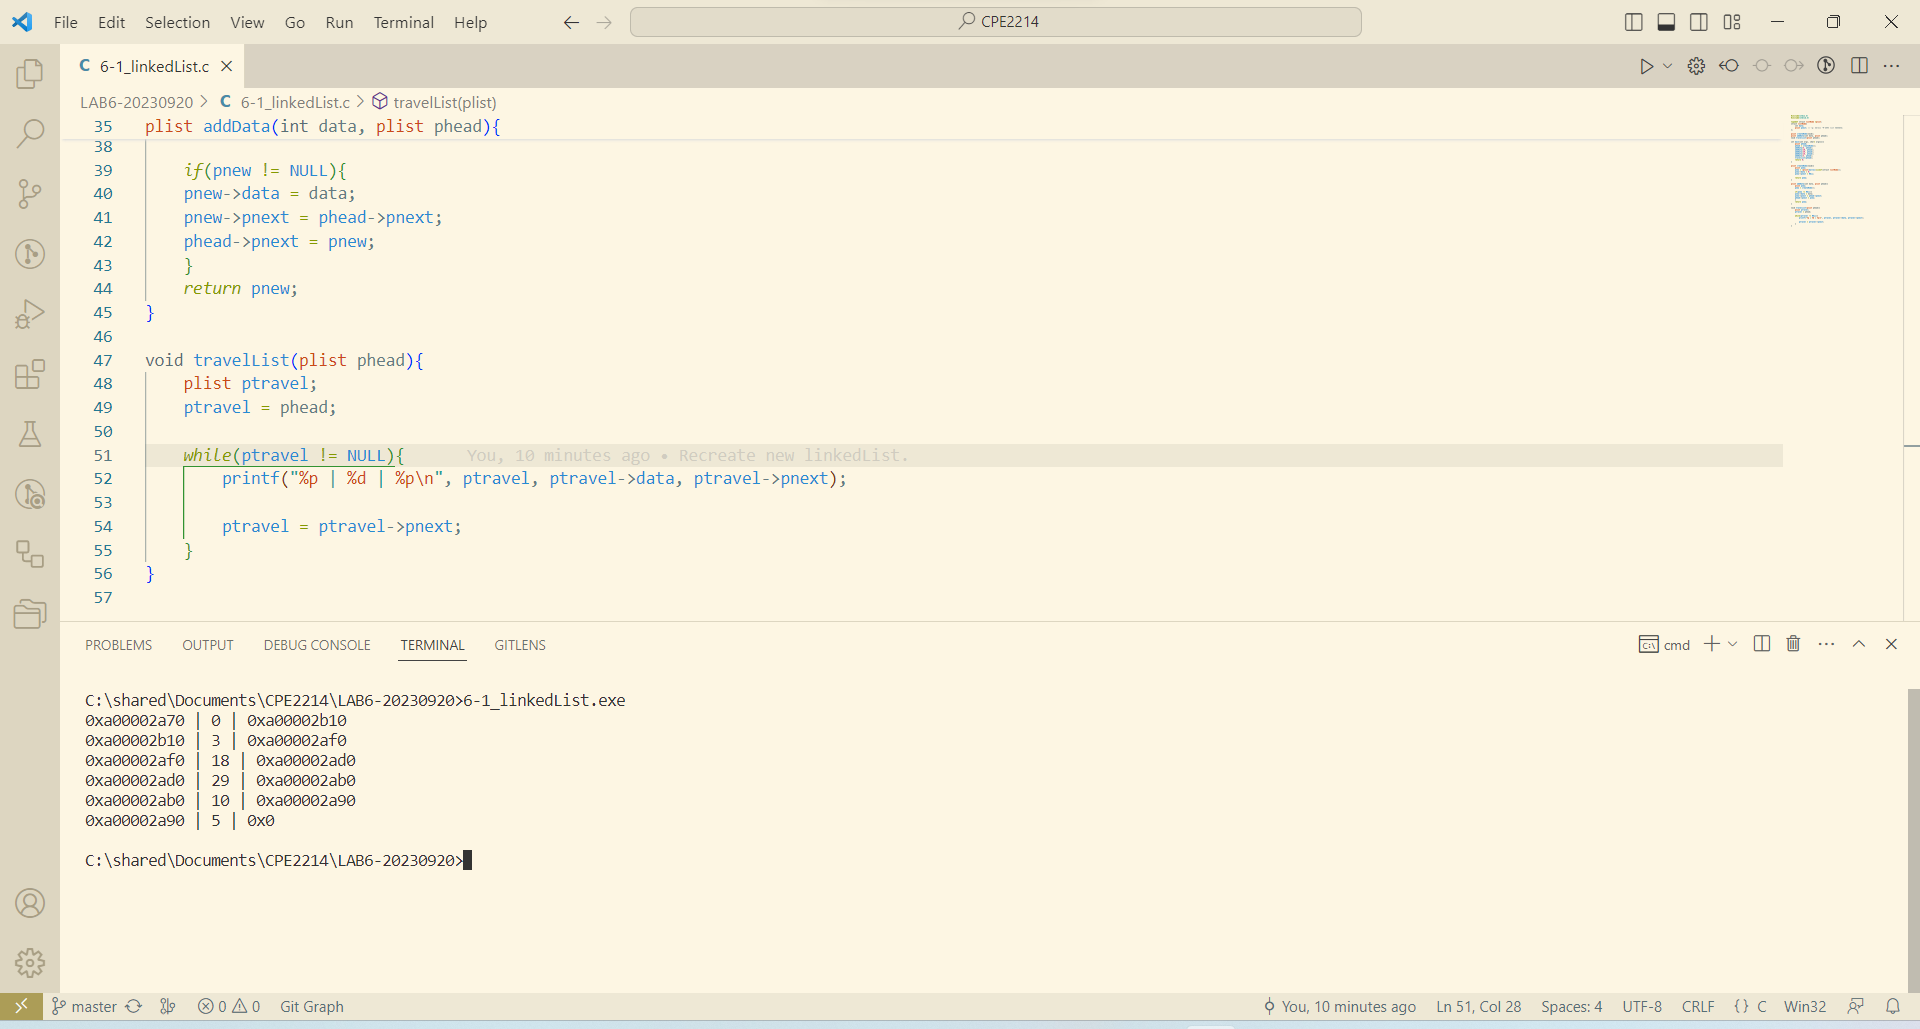 File Edit Selection View Go Run Terminal Help CPE2214
C 6-1_linkedList.c
LAB6-20230920 > C 6-1_linkedList.c > travelList(plist)
35 plist addData(int data, plist phead){
38
39 if(pnew != NULL){
40 pnew->data = data;
41 pnew->pnext = phead->pnext;
42 phead->pnext = pnew;
43 }
44 return pnew;
45 }
46
47 void travelList(plist phead){
48 plist ptravel;
49 ptravel = phead;
50
51 while(ptravel != NULL){ You, 10 minutes ago • Recreate new linkedList.
52 printf("%p | %d | %p\n", ptravel, ptravel->data, ptravel->pnext);
53
54 ptravel = ptravel->pnext;
55 }
56 }
57
PROBLEMS OUTPUT DEBUG CONSOLE TERMINAL GITLENS cmd
C:\shared\Documents\CPE2214\LAB6-20230920>6-1_linkedList.exe
0xa00002a70 | 0 | 0xa00002b10
0xa00002b10 | 3 | 0xa00002af0
0xa00002af0 | 18 | 0xa00002ad0
0xa00002ad0 | 29 | 0xa00002ab0
0xa00002ab0 | 10 | 0xa00002a90
0xa00002a90 | 5 | 0x0
C:\shared\Documents\CPE2214\LAB6-20230920>
master 0 0 Git Graph You, 10 minutes ago Ln 51, Col 28 Spaces: 4 UTF-8 CRLF {} C Win32